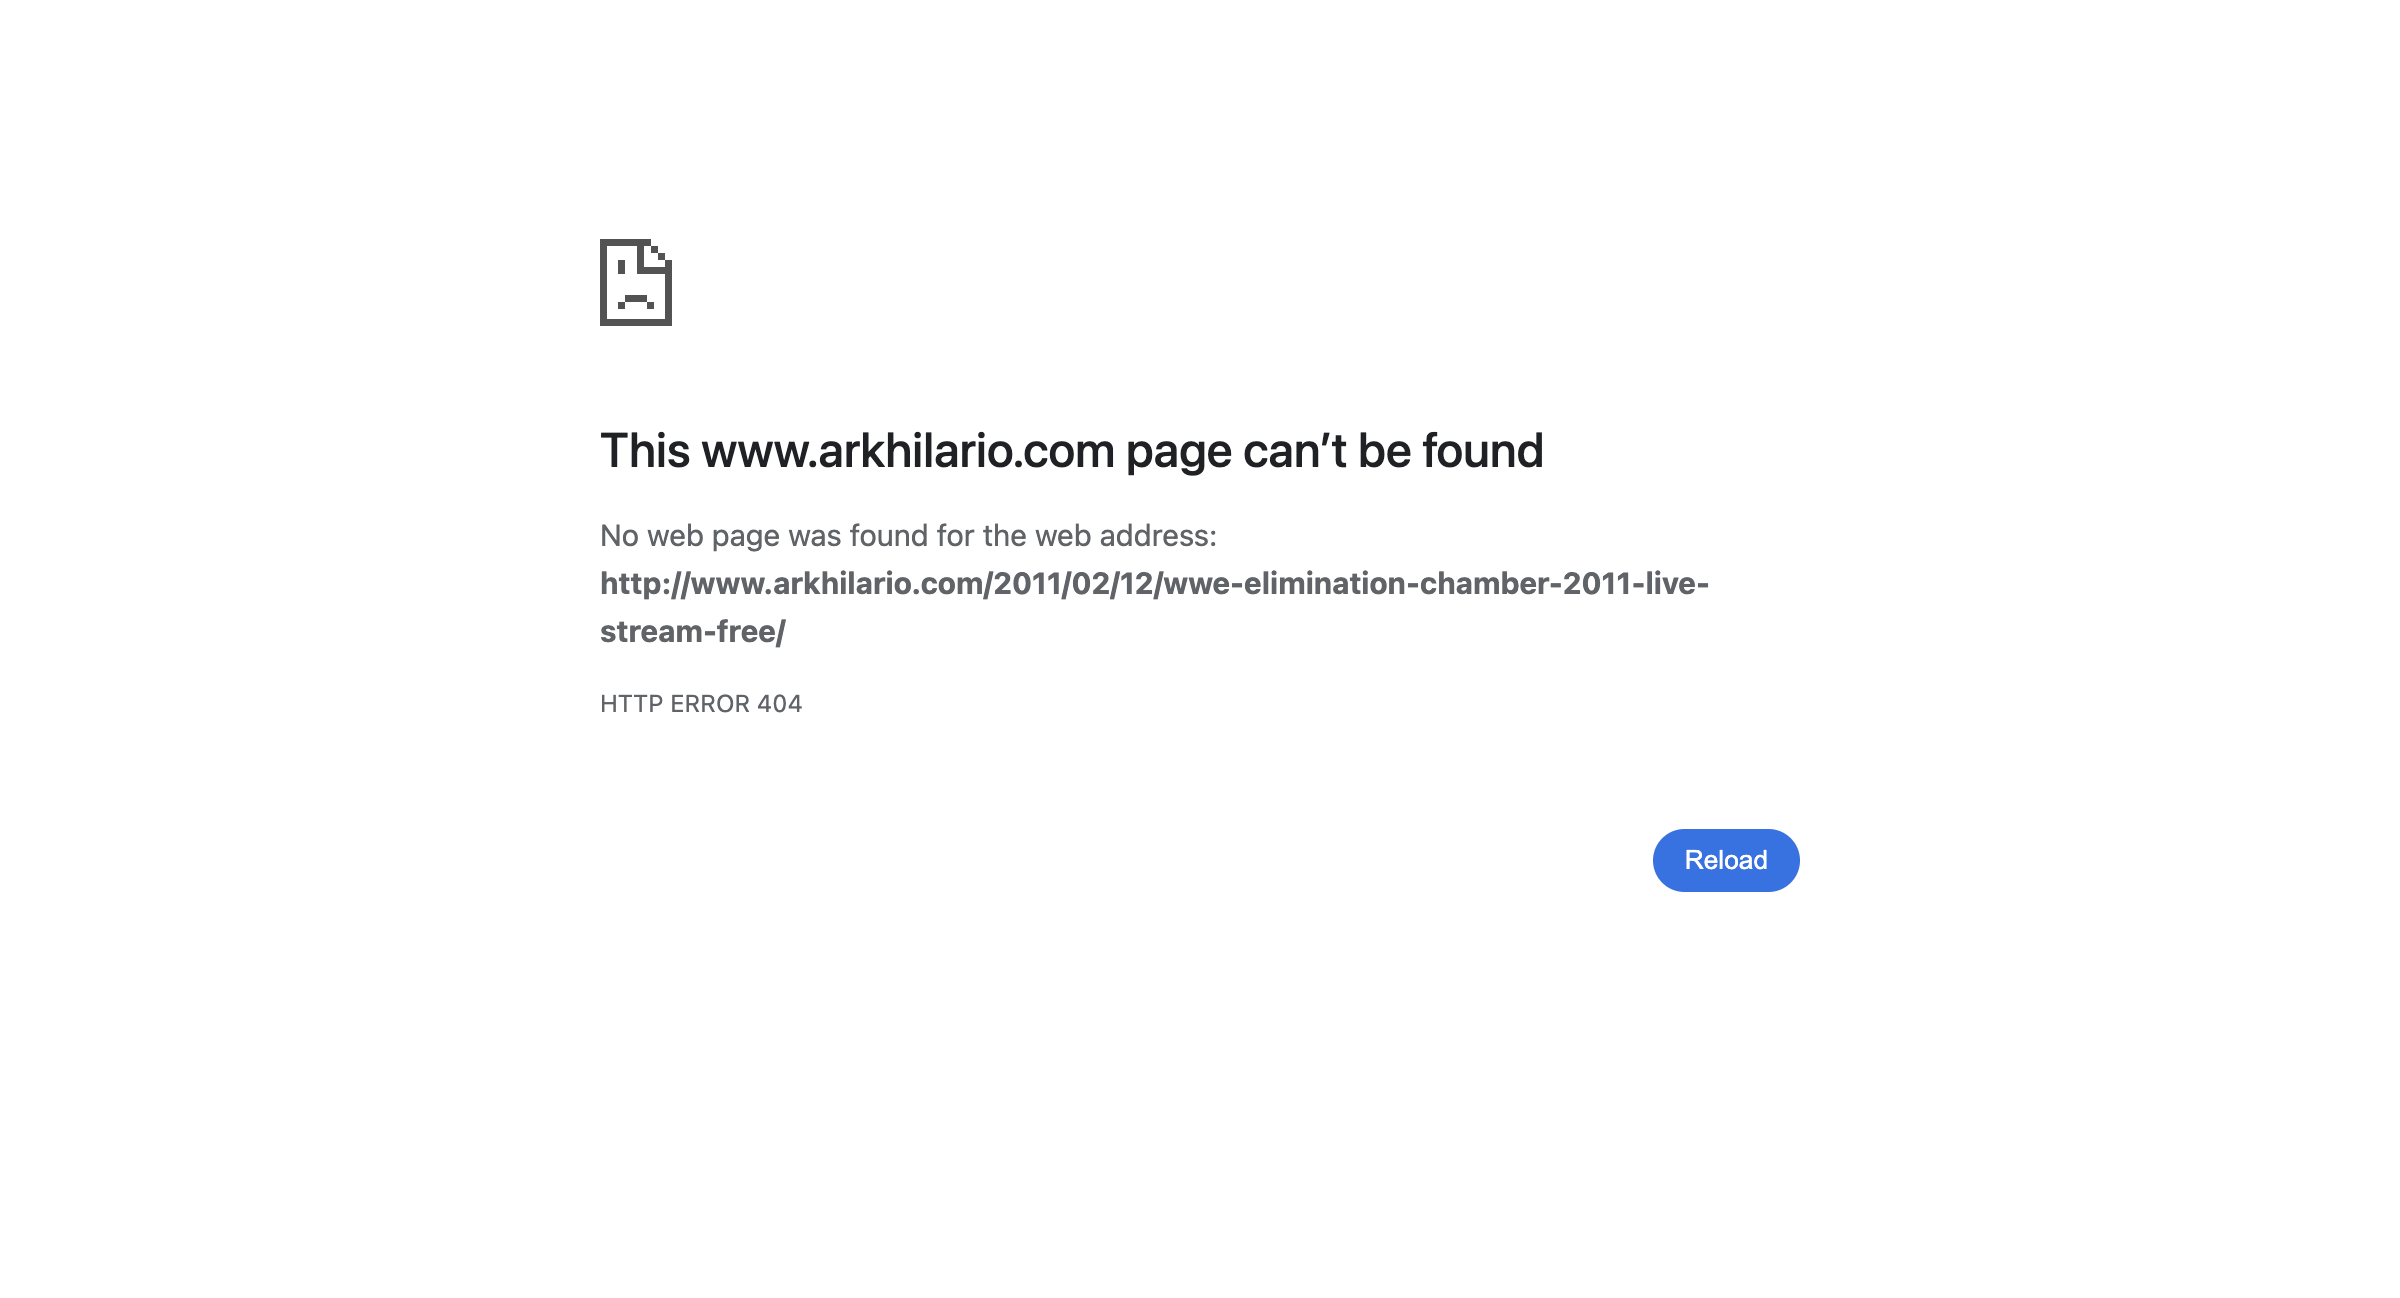 This www.arkhilario.com page can’t be found
No web page was found for the web address:
http://www.arkhilario.com/2011/02/12/wwe-elimination-chamber-2011-live-
stream-free/
HTTP ERROR 404
Reload